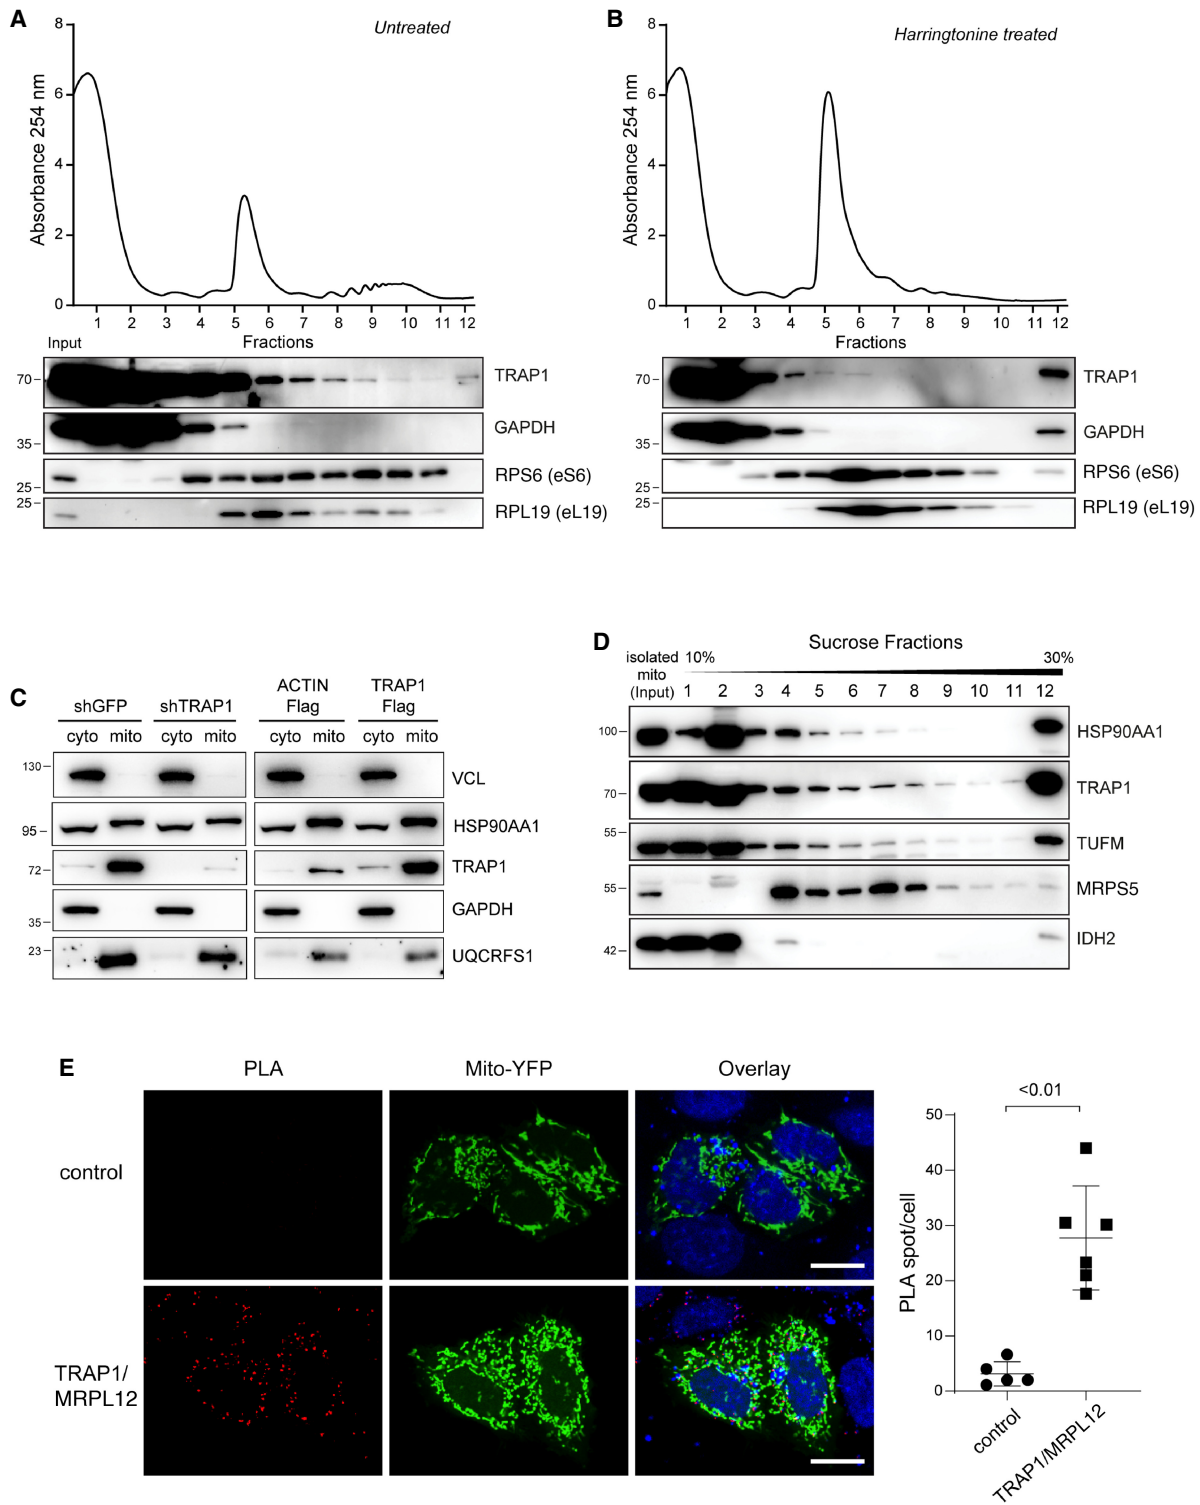 A
Untreated
Absorbance 254 nm
8
6
4
2
0
1 2 3 4 5 6 7 8 9 10 11 12
Input
Fractions
70
TRAP1
35
GAPDH
25
RPS6 (eS6)
25
RPL19 (eL19)
B
Harringtonine treated
Absorbance 254 nm
8
6
4
2
0
1 2 3 4 5 6 7 8 9 10 11 12
Fractions
70
TRAP1
35
GAPDH
25
RPS6 (eS6)
25
RPL19 (eL19)
C
shGFP shTRAP1 ACTIN Flag TRAP1 Flag
cyto mito cyto mito cyto mito cyto mito
130
VCL
95
HSP90AA1
72
TRAP1
35
GAPDH
23
UQCRFS1
D
Sucrose Fractions
isolated mito (Input)
10% 30%
1 2 3 4 5 6 7 8 9 10 11 12
100
HSP90AA1
70
TRAP1
55
TUFM
55
MRPS5
42
IDH2
E
PLA Mito-YFP Overlay
control
TRAP1/
MRPL12
<0.01
PLA spot/cell
50
40
30
20
10
0
control
TRAP1/MRPL12